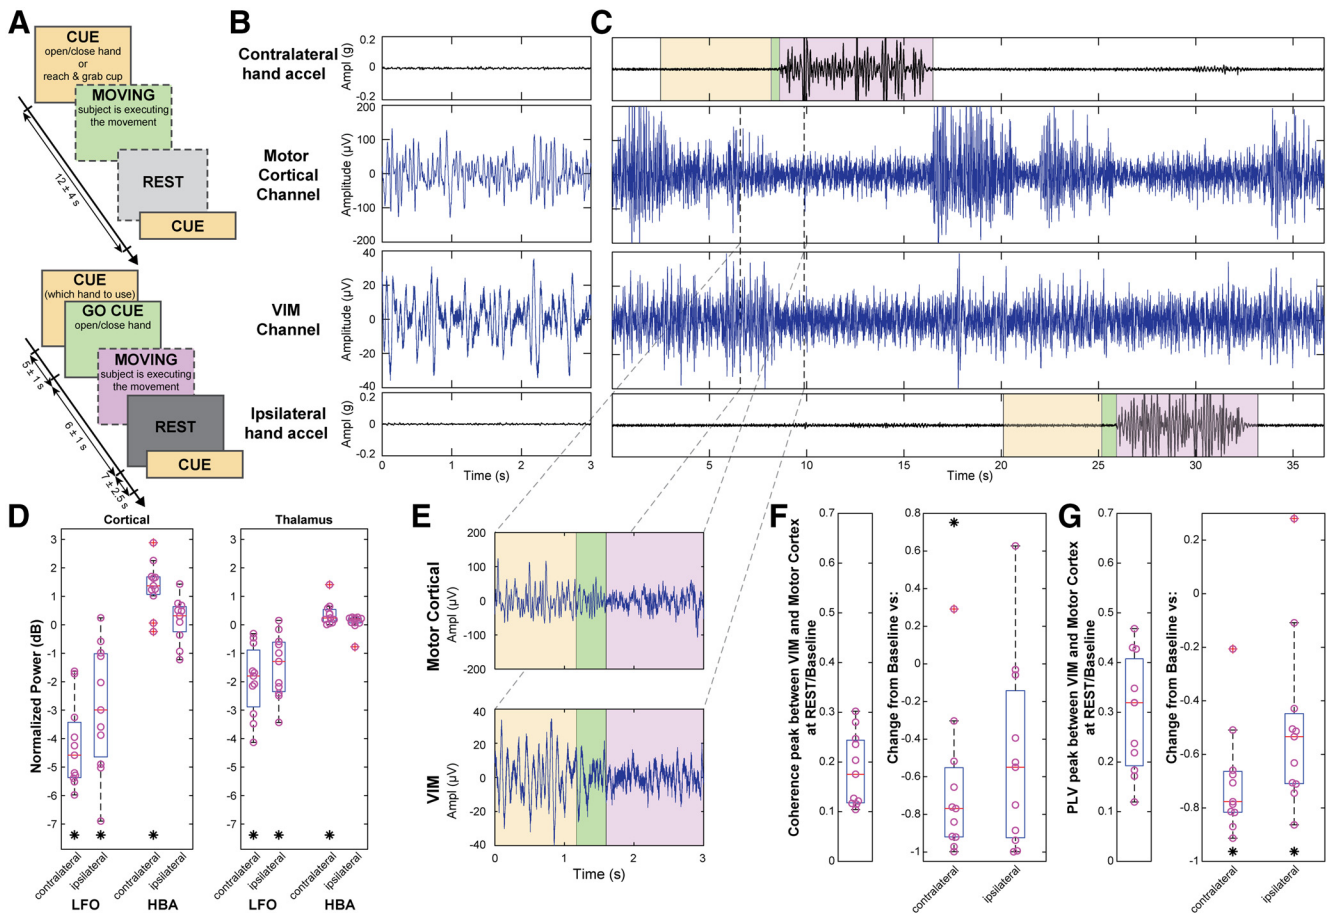 A
CUE
open/close hand
or
reach & grab cup
MOVING
subject is executing
the movement
REST
CUE
12 ± 4 s
CUE
(which hand to use)
GO CUE
open/close hand
MOVING
subject is executing
the movement
REST
CUE
5 ± 1 s
6 ± 1 s
7 ± 2.5 s
B
Contralateral
hand accel
Ampl (g)
0.2
0
-0.2
Motor
Cortical
Channel
Amplitude (µV)
200
100
0
-100
-200
VIM
Channel
Amplitude (µV)
40
20
0
-20
-40
Ipsilateral
hand accel
Ampl (g)
0.2
0
-0.2
0 1 2 3
Time (s)
C
5 10 15 20 25 30 35
Time (s)
D
Cortical
Thalamus
Normalized Power (dB)
3
2
1
0
-1
-2
-3
-4
-5
-6
-7
* * * 
contralateral
ipsilateral
contralateral
ipsilateral
LFO HBA
3
2
1
0
-1
-2
-3
-4
-5
-6
-7
* * *
contralateral
ipsilateral
contralateral
ipsilateral
LFO HBA
E
Motor Cortical
Ampl (µV)
200
100
0
-100
-200
VIM
Ampl (µV)
40
20
0
-20
-40
0 1 2 3
Time (s)
F
Coherence peak between VIM and Motor Cortex
at REST/Baseline
0.7
0.6
0.5
0.4
0.3
0.2
0.1
0
Change from Baseline vs:
0.8
0.6
0.4
0.2
0
-0.2
-0.4
-0.6
-0.8
-1
*
contralateral
ipsilateral
G
PLV peak between VIM and Motor Cortex
at REST/Baseline
0.7
0.6
0.5
0.4
0.3
0.2
0.1
0
Change from Baseline vs:
0.2
0
-0.2
-0.4
-0.6
-0.8
-1
* *
contralateral
ipsilateral